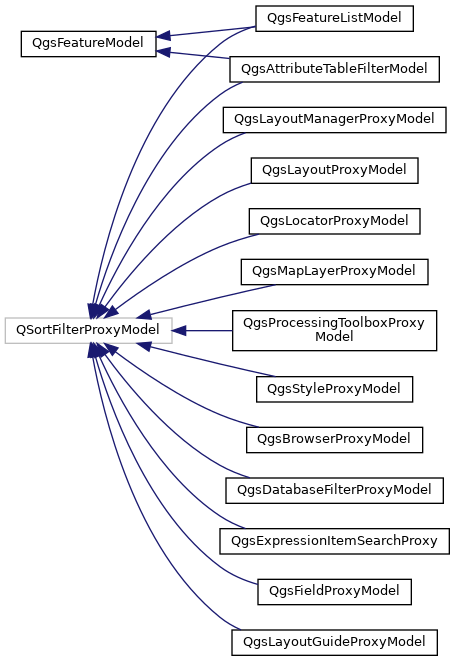 QgsFeatureListModel
QgsFeatureModel
QgsAttributeTableFilterModel
QgsLayoutManagerProxyModel
QgsLayoutProxyModel
QgsLocatorProxyModel
QgsMapLayerProxyModel
QSortFilterProxyModel
QgsProcessingToolboxProxy
Model
QgsStyleProxyModel
QgsBrowserProxyModel
QgsDatabaseFilterProxyModel
QgsExpressionItemSearchProxy
QgsFieldProxyModel
QgsLayoutGuideProxyModel